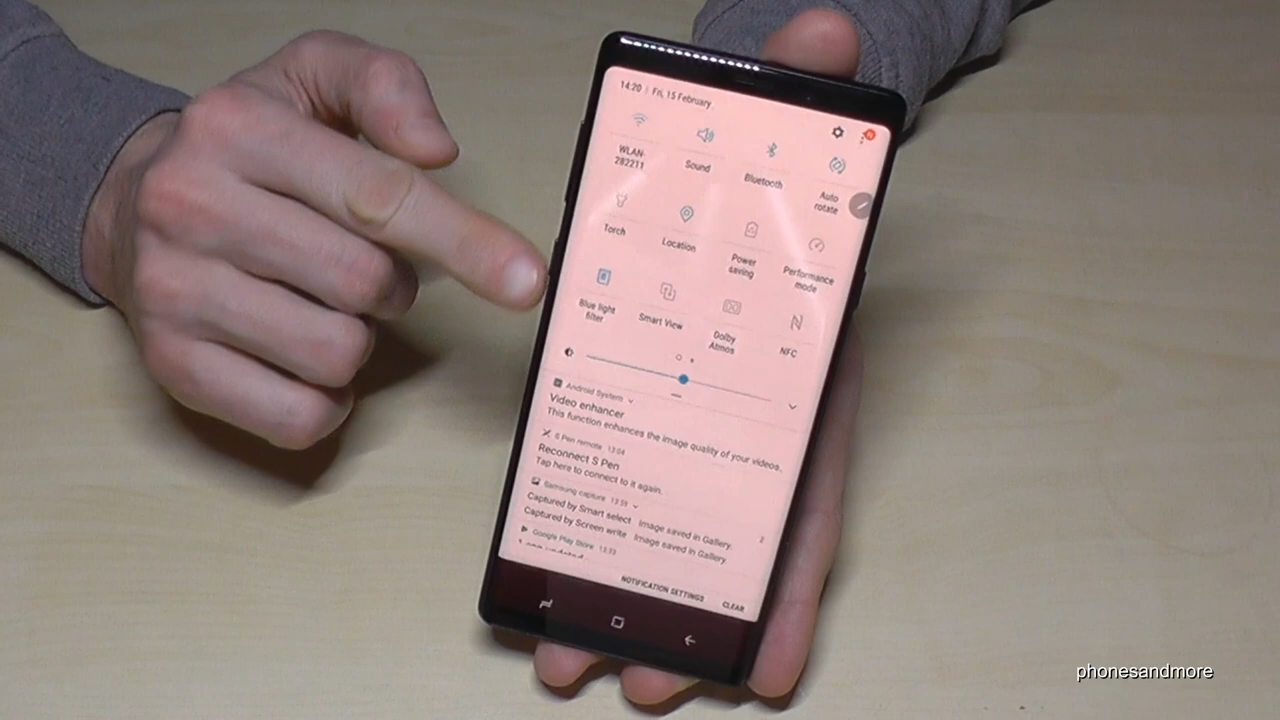 14:20 | Fri, 15 February
WLAN-
282211
Sound
Bluetooth
Auto
rotate
Torch
Location
Power
saving
Performance
mode
Blue light
filter
Smart View
Dolby
Atmos
NFC
Android System
Video enhancer
This function enhances the image quality of your videos.
S Pen remote 13:04
Reconnect S Pen
Tap here to connect to it again.
Samsung capture 13:59
Captured by Smart select Image saved in Gallery.
Captured by Screen write Image saved in Gallery.
2
Google Play Store 13:33
1 app updated
NOTIFICATION SETTINGS CLEAR
phonesandmore